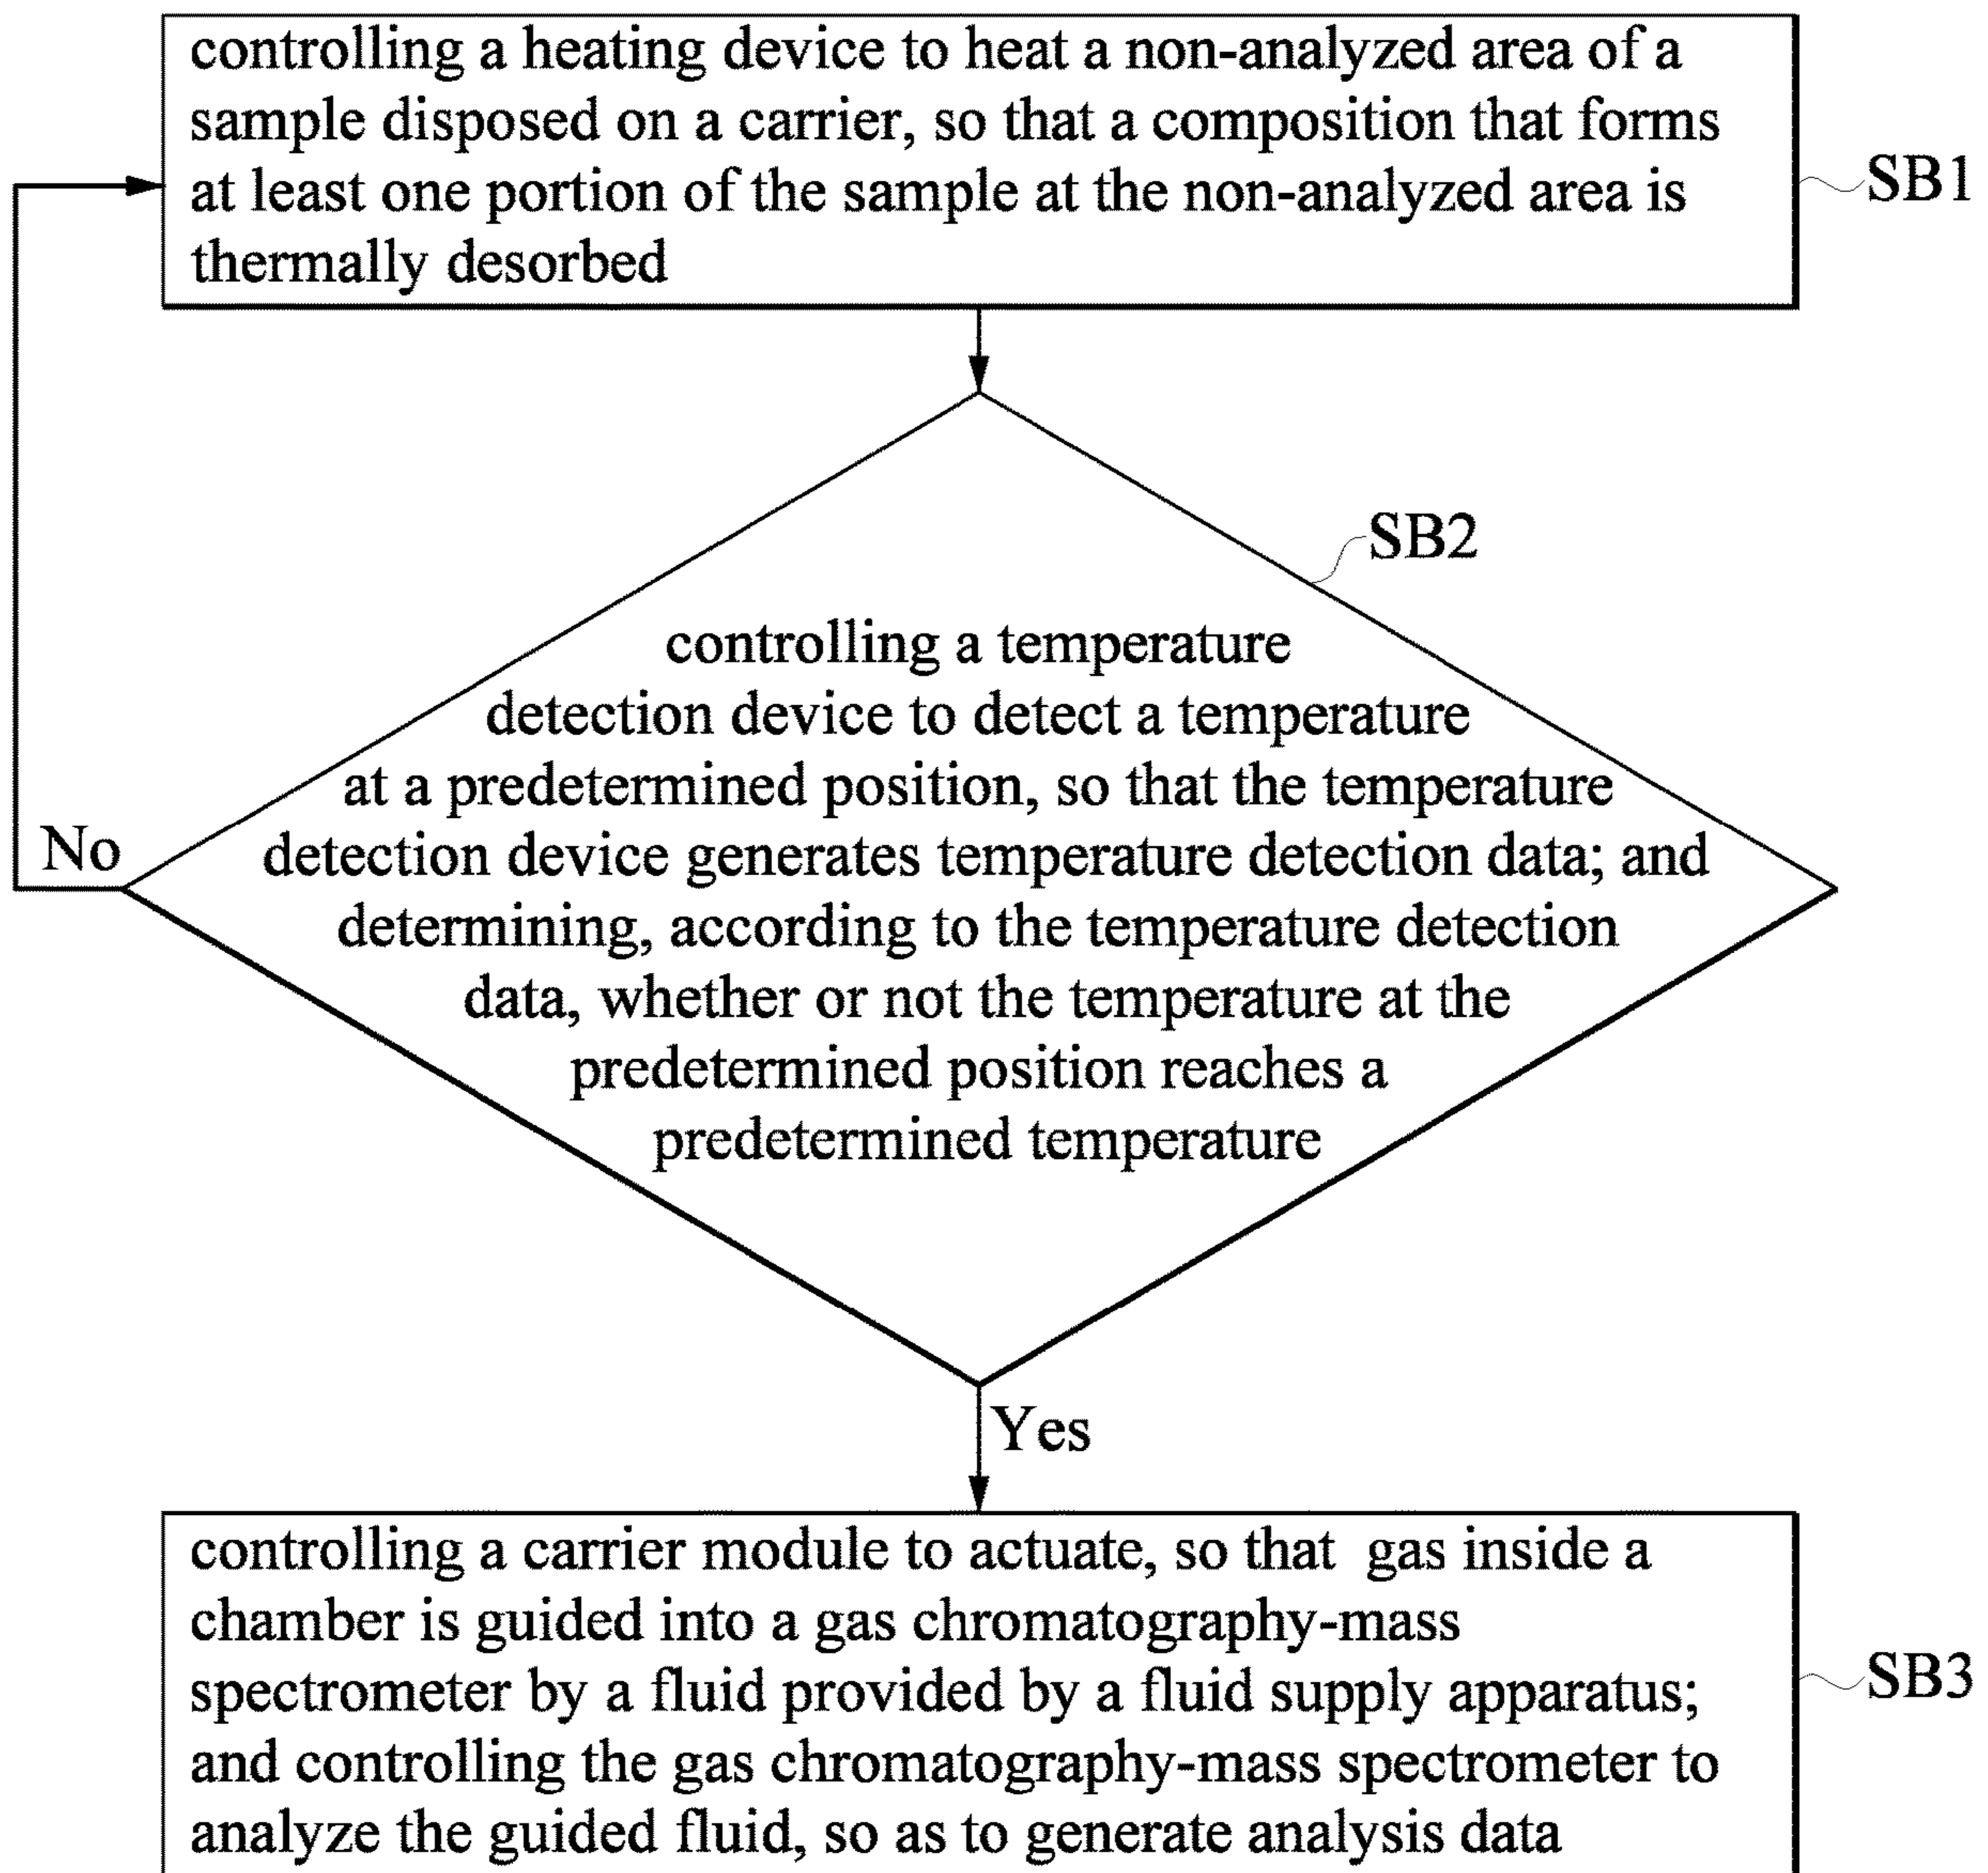 controlling a heating device to heat a non-analyzed area of a
sample disposed on a carrier, so that a composition that forms
at least one portion of the sample at the non-analyzed area is
thermally desorbed
SB1
SB2
controlling a temperature
detection device to detect a temperature
at a predetermined position, so that the temperature
detection device generates temperature detection data; and
determining, according to the temperature detection
data, whether or not the temperature at the
predetermined position reaches a
predetermined temperature
No
Yes
controlling a carrier module to actuate, so that gas inside a
chamber is guided into a gas chromatography-mass
spectrometer by a fluid provided by a fluid supply apparatus;
and controlling the gas chromatography-mass spectrometer to
analyze the guided fluid, so as to generate analysis data
SB3